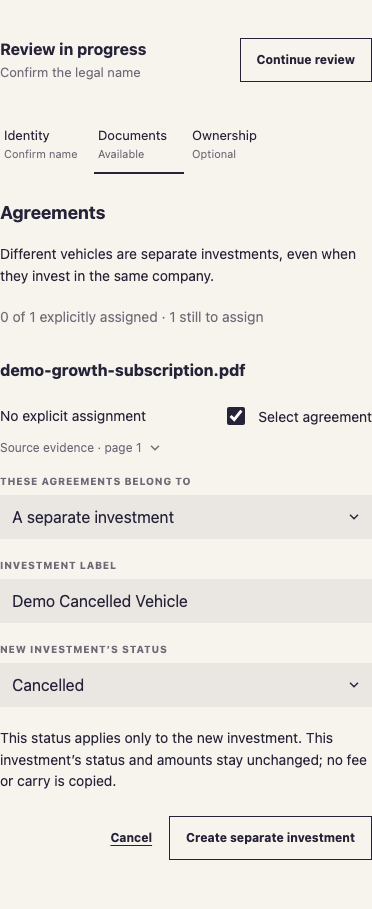 Review in progress
Confirm the legal name
Continue review
Identity
Confirm name
Documents
Available
Ownership
Optional
Agreements
Different vehicles are separate investments, even when
they invest in the same company.
0 of 1 explicitly assigned · 1 still to assign
demo-growth-subscription.pdf
No explicit assignment
Select agreement
Source evidence · page 1
THESE AGREEMENTS BELONG TO
A separate investment
INVESTMENT LABEL
Demo Cancelled Vehicle
NEW INVESTMENT’S STATUS
Cancelled
This status applies only to the new investment. This
investment’s status and amounts stay unchanged; no fee
or carry is copied.
Cancel
Create separate investment